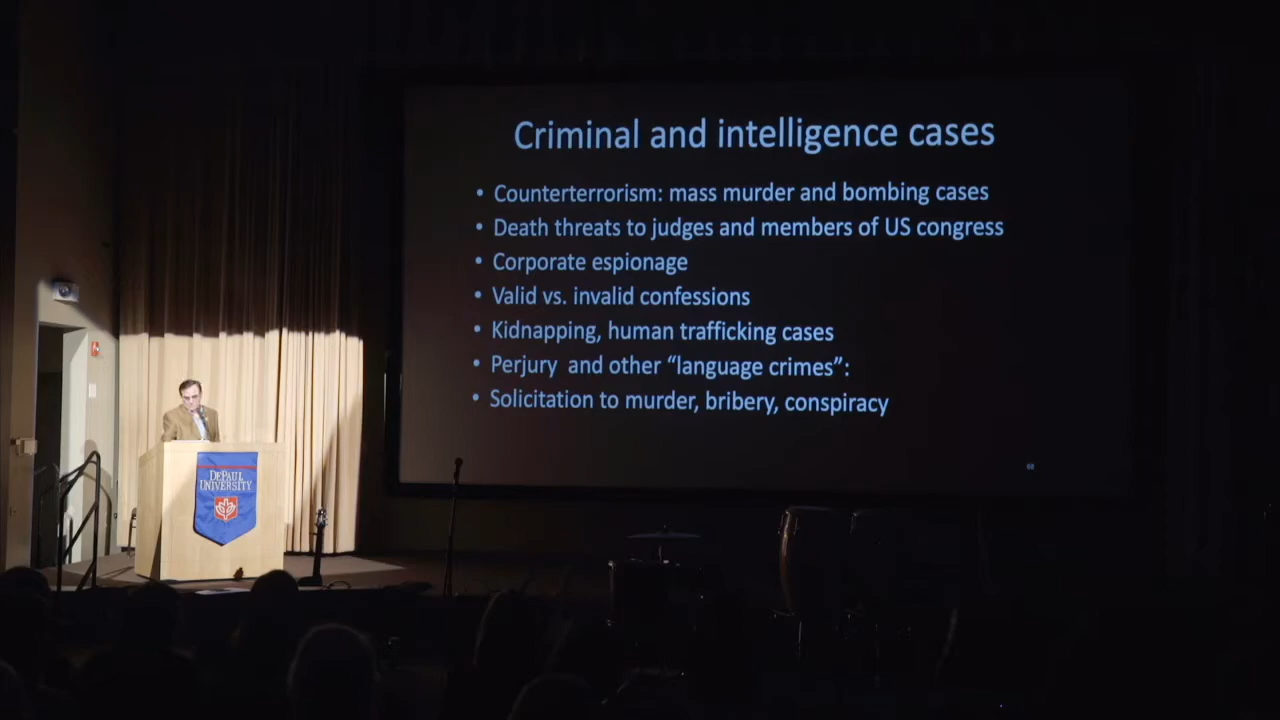 Criminal and intelligence cases
• Counterterrorism: mass murder and bombing cases
• Death threats to judges and members of US congress
• Corporate espionage
• Valid vs. invalid confessions
• Kidnapping, human trafficking cases
• Perjury  and other “language crimes”:
• Solicitation to murder, bribery, conspiracy
DEPAUL
UNIVERSITY